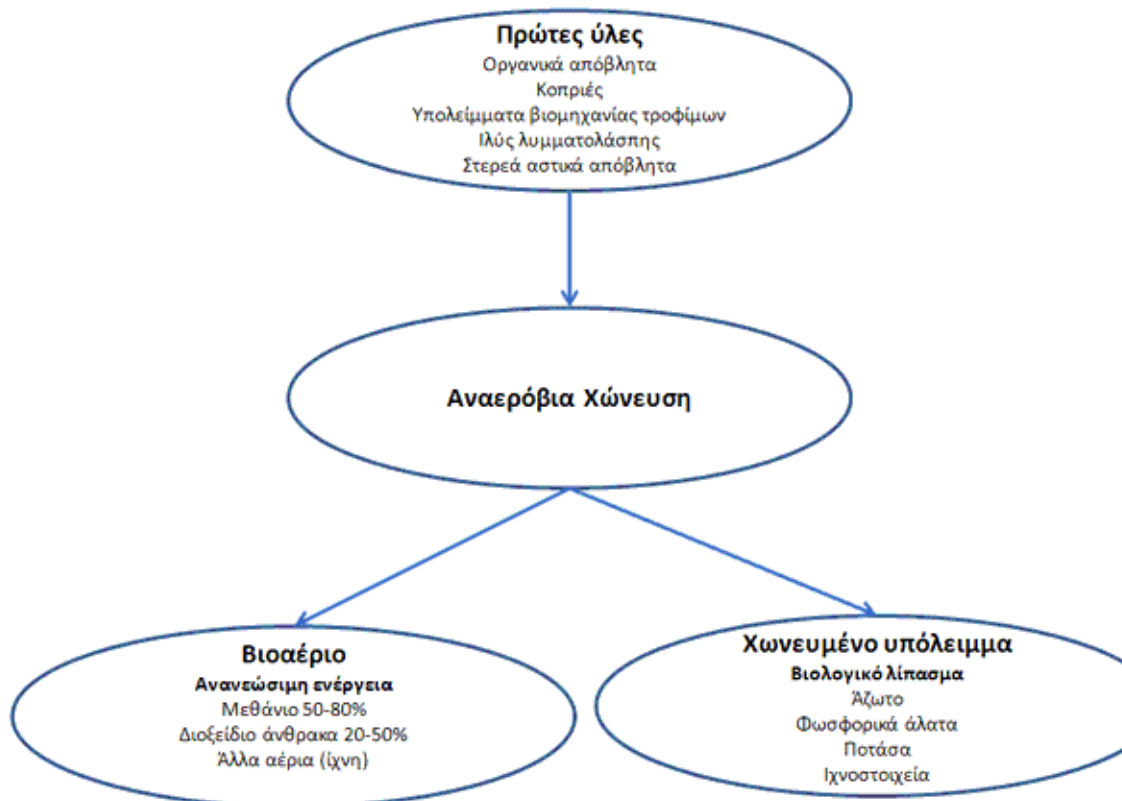 Πρώτες ύλες
Οργανικά απόβλητα
Κοπριές
Υπολείμματα βιομηχανίας τροφίμων
Ιλύς λυμματολάσπης
Στερεά αστικά απόβλητα
Αναερόβια Χώνευση
Βιοαέριο
Ανανεώσιμη ενέργεια
Μεθάνιο 50-80%
Διοξείδιο άνθρακα 20-50%
Άλλα αέρια (ίχνη)
Χωνευμένο υπόλειμμα
Βιολογικό λίπασμα
Άζωτο
Φωσφορικά άλατα
Ποτάσα
Ιχνοστοιχεία